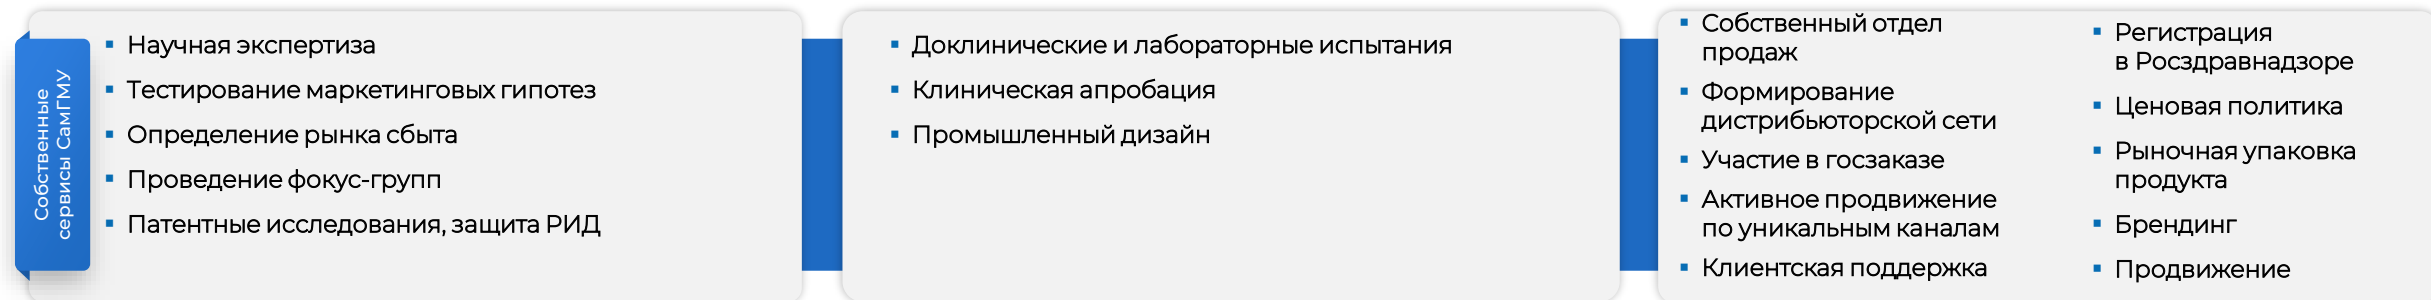 Собственные
сервисы СамГМУ
Научная экспертиза
Тестирование маркетинговых гипотез
Определение рынка сбыта
Проведение фокус-групп
Патентные исследования, защита РИД
Доклинические и лабораторные испытания
Клиническая апробация
Промышленный дизайн
Собственный отдел
продаж
Формирование
дистрибьюторской сети
Участие в госзаказе
Активное продвижение
по уникальным каналам
Клиентская поддержка
Регистрация
в Росздравнадзоре
Ценовая политика
Рыночная упаковка
продукта
Брендинг
Продвижение